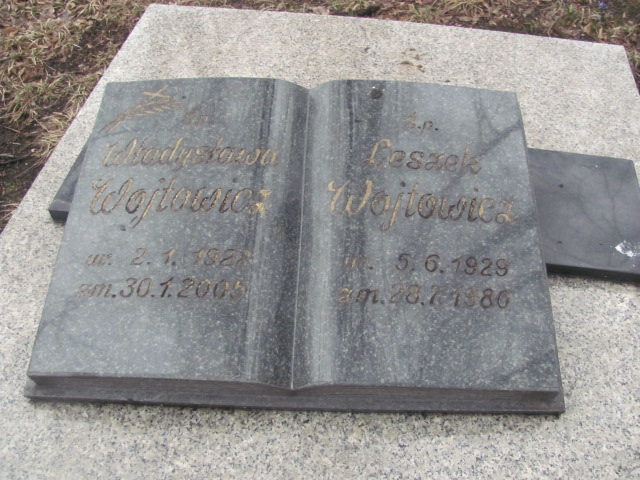 ś.p.
Władysława
Wojtowicz
ur. 2.1.1927
zm. 30.1.2005
ś.p.
Leszek
Wojtowicz
ur. 5.6.1929
zm. 28.7.1980